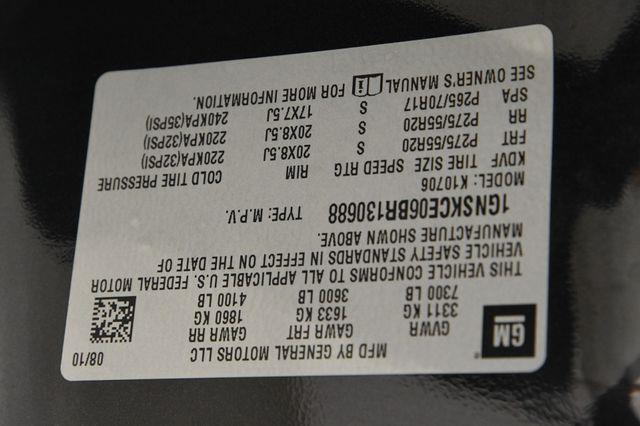 MFD BY GENERAL MOTORS LLC 08/10
GM
GVWR GAWR FRT GAWR RR
3311 KG 1633 KG 1860 KG
7300 LB 3600 LB 4100 LB
THIS VEHICLE CONFORMS TO ALL APPLICABLE U.S. FEDERAL MOTOR
VEHICLE SAFETY STANDARDS IN EFFECT ON THE DATE OF
MANUFACTURE SHOWN ABOVE.
1GNSKCE06BR130688 TYPE: M.P.V.
MODEL: K10706
KDVF TIRE SIZE SPEED RTG RIM COLD TIRE PRESSURE
FRT P275/55R20 S 20X8.5J 220KPA(32PSI)
RR P275/55R20 S 20X8.5J 220KPA(32PSI)
SPA P265/70R17 S 17X7.5J 240KPA(35PSI)
SEE OWNER'S MANUAL FOR MORE INFORMATION.